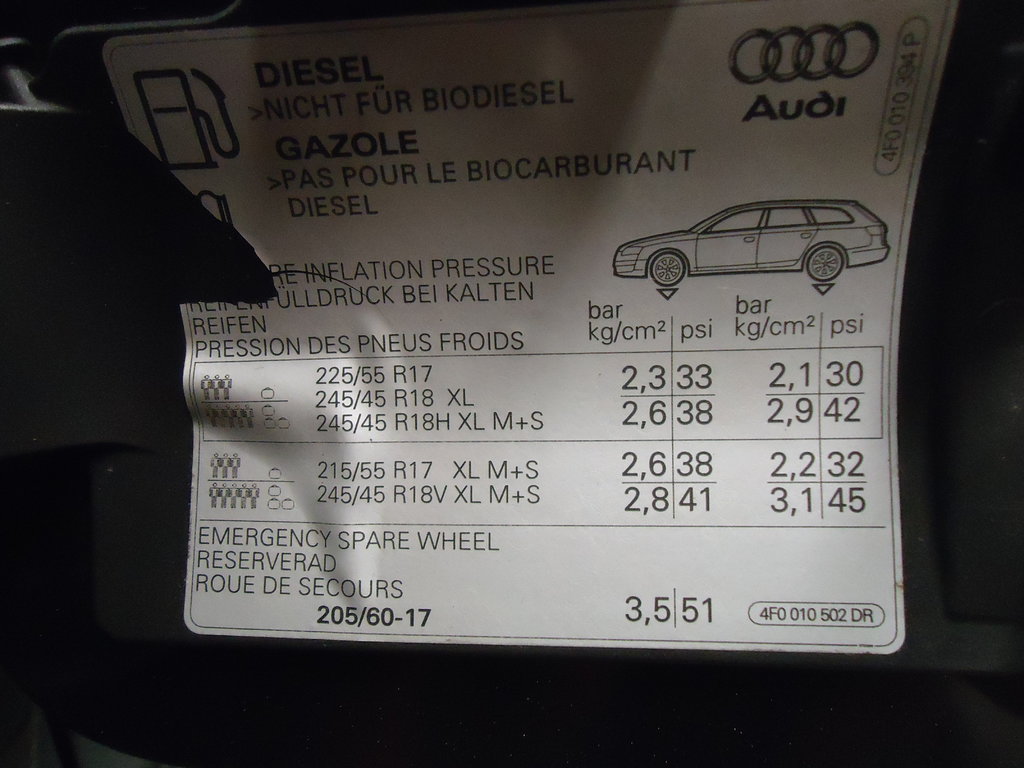 DIESEL
>NICHT FÜR BIODIESEL
GAZOLE
>PAS POUR LE BIOCARBURANT
DIESEL
Audi
4F0 010 394 P
RE INFLATION PRESSURE
REIFENFÜLLDRUCK BEI KALTEN
REIFEN
PRESSION DES PNEUS FROIDS
bar bar
kg/cm² psi kg/cm² psi
225/55 R17 2,3 33 2,1 30
245/45 R18 XL
245/45 R18H XL M+S 2,6 38 2,9 42
215/55 R17 XL M+S 2,6 38 2,2 32
245/45 R18V XL M+S 2,8 41 3,1 45
EMERGENCY SPARE WHEEL
RESERVERAD
ROUE DE SECOURS
205/60-17 3,5 51 4F0 010 502 DR